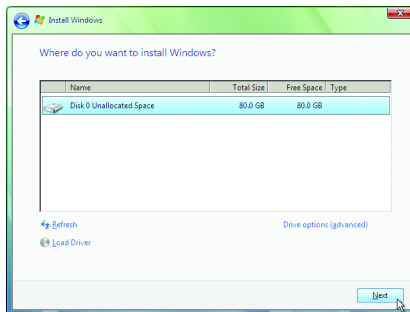 Install Windows
Where do you want to install Windows?
Name Total Size Free Space Type
Disk 0 Unallocated Space 80.0 GB 80.0 GB
Refresh Drive options (advanced)
Load Driver
Next